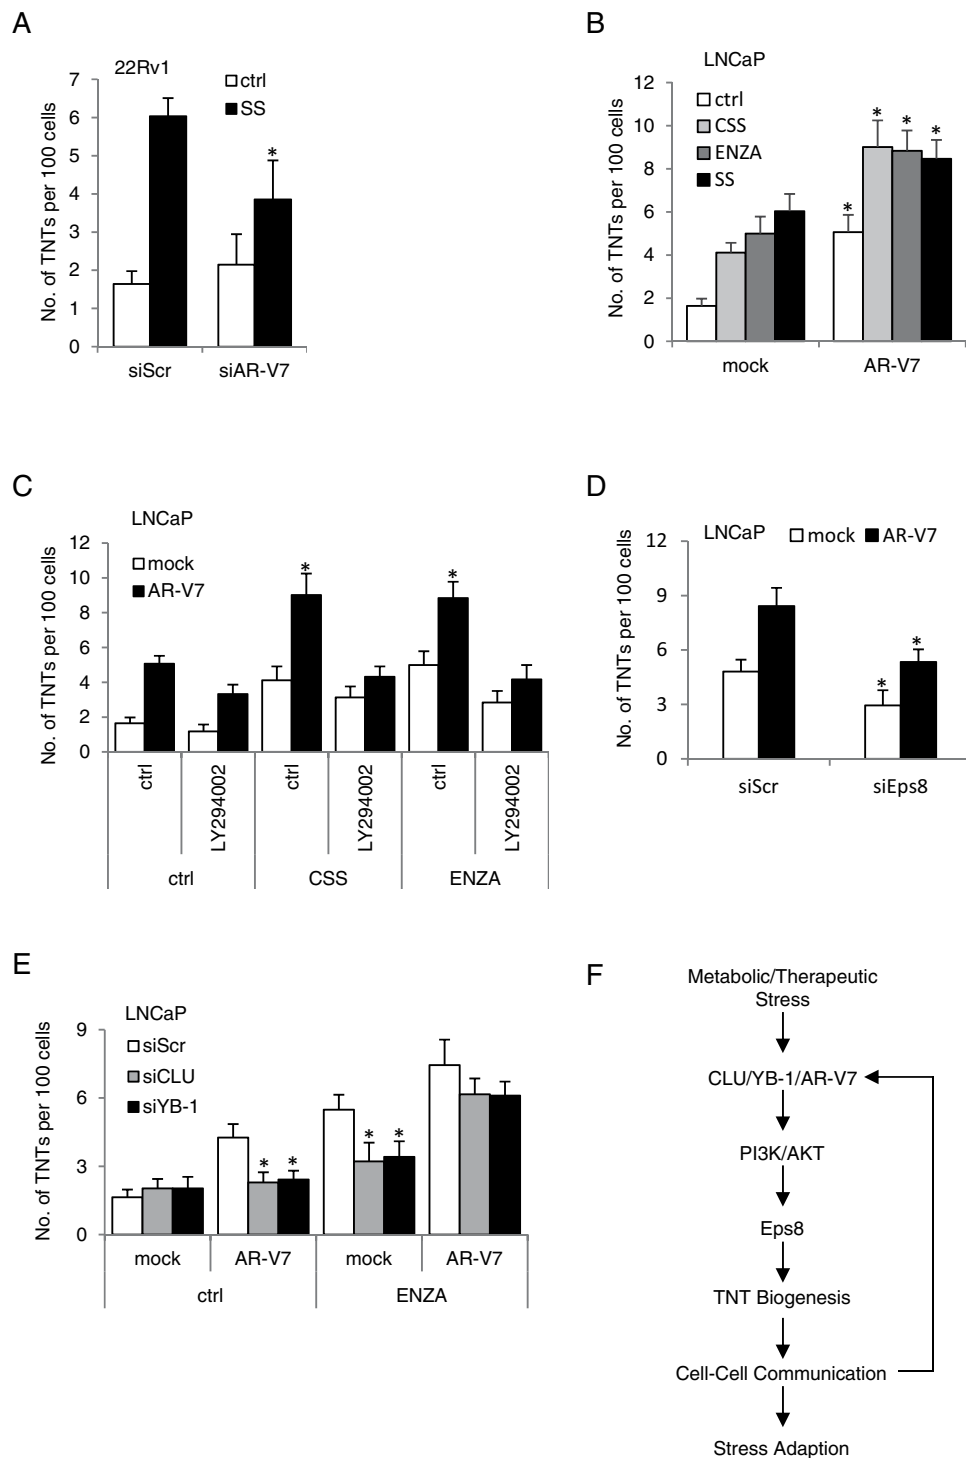 A
22Rv1
ctrl
SS
No. of TNTs per 100 cells
7
6
5
4
3
2
1
0
*
siScr
siAR-V7
B
LNCaP
ctrl
CSS
ENZA
SS
No. of TNTs per 100 cells
12
10
8
6
4
2
0
* * * *
mock
AR-V7
C
LNCaP
mock
AR-V7
No. of TNTs per 100 cells
12
10
8
6
4
2
0
* *
ctrl
LY294002
ctrl
LY294002
ctrl
LY294002
ctrl
CSS
ENZA
D
LNCaP
mock
AR-V7
No. of TNTs per 100 cells
12
9
6
3
0
* *
siScr
siEps8
E
LNCaP
siScr
siCLU
siYB-1
No. of TNTs per 100 cells
9
6
3
0
* * * *
mock
AR-V7
mock
AR-V7
ctrl
ENZA
F
Metabolic/Therapeutic
Stress
CLU/YB-1/AR-V7
PI3K/AKT
Eps8
TNT Biogenesis
Cell-Cell Communication
Stress Adaption